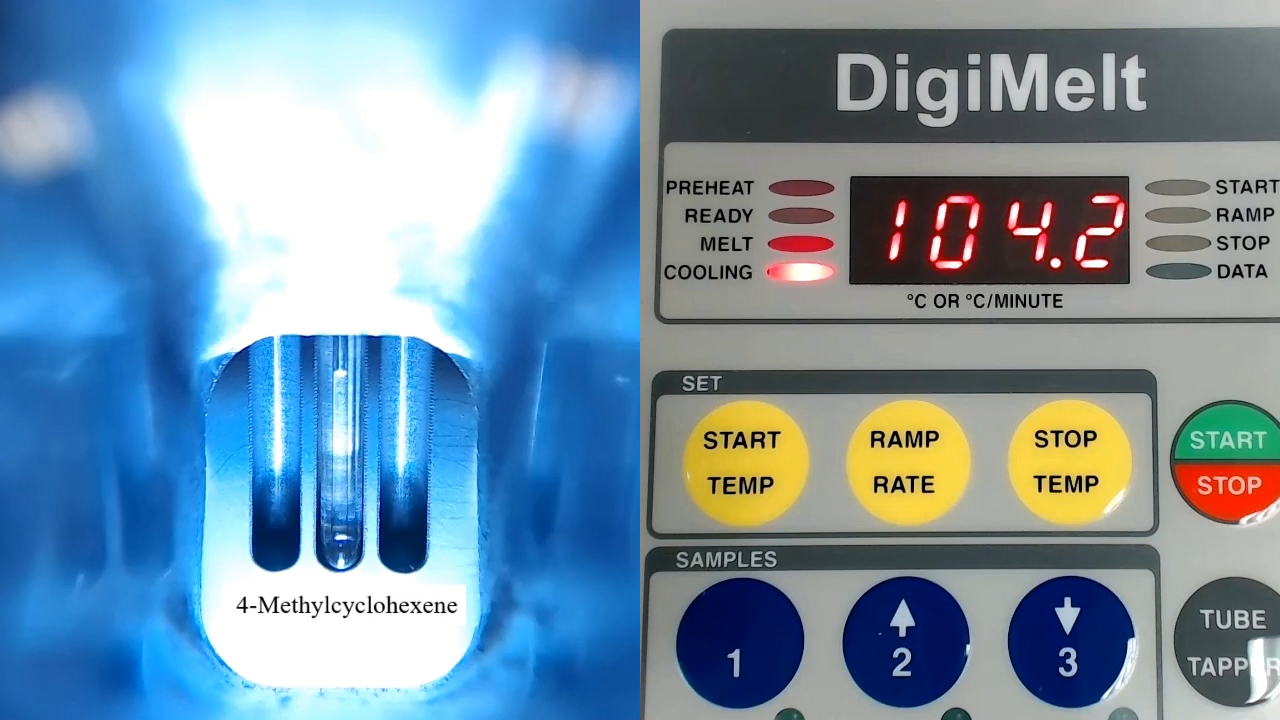 4-Methylcyclohexene
DigiMelt
PREHEAT
READY
MELT
COOLING
104.2
START
RAMP
STOP
DATA
°C OR °C/MINUTE
SET
START TEMP
RAMP RATE
STOP TEMP
START
STOP
SAMPLES
1
2
3
TUBE
TAPPER